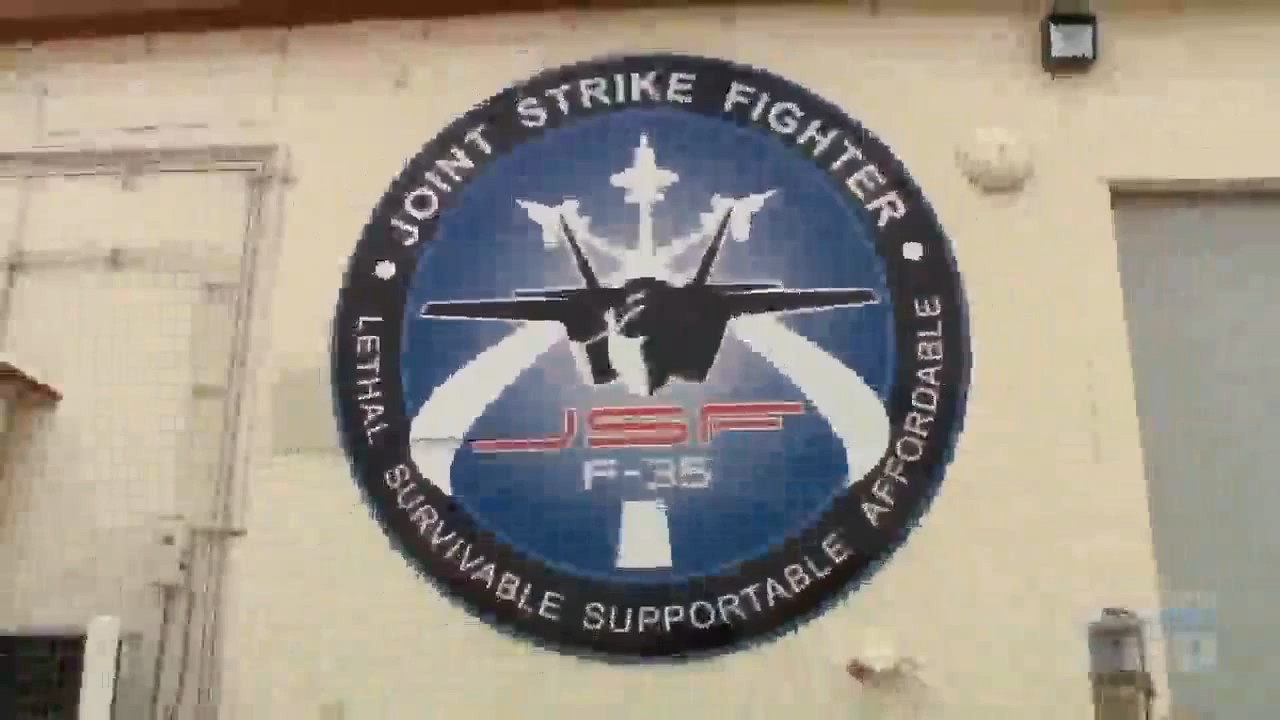 JOINT STRIKE FIGHTER
JSF
F-35
LETHAL SURVIVABLE SUPPORTABLE AFFORDABLE